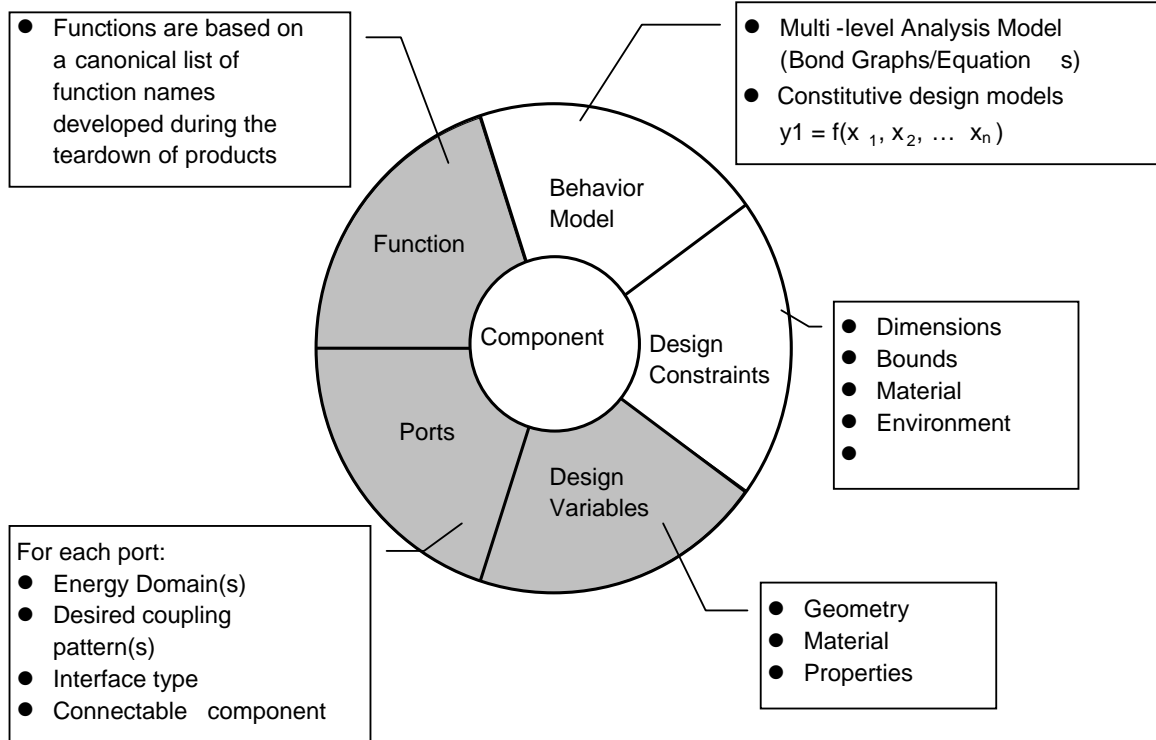 ● Functions are based on
a canonical list of
function names
developed during the
teardown of products
● Multi -level Analysis Model
(Bond Graphs/Equation s)
● Constitutive design models
y1 = f(x 1, x 2, … x n)
Behavior
Model
Function
Component
Design
Constraints
Ports
Design
Variables
● Dimensions
● Bounds
● Material
● Environment
●
For each port:
● Energy Domain(s)
● Desired coupling
pattern(s)
● Interface type
● Connectable component
● Geometry
● Material
● Properties